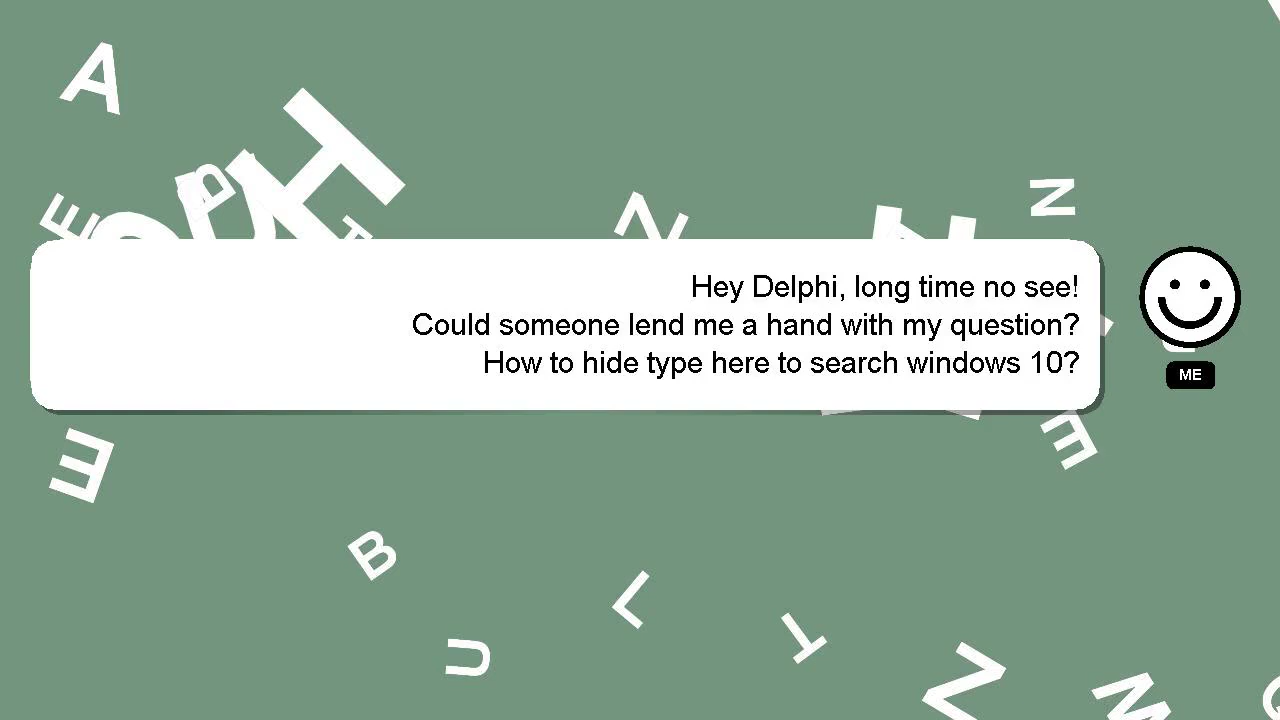 A
H
D
E
Z
N
Hey Delphi, long time no see!
Could someone lend me a hand with my question?
How to hide type here to search windows 10?
ME
E
E
B
L
T
U
Z
M